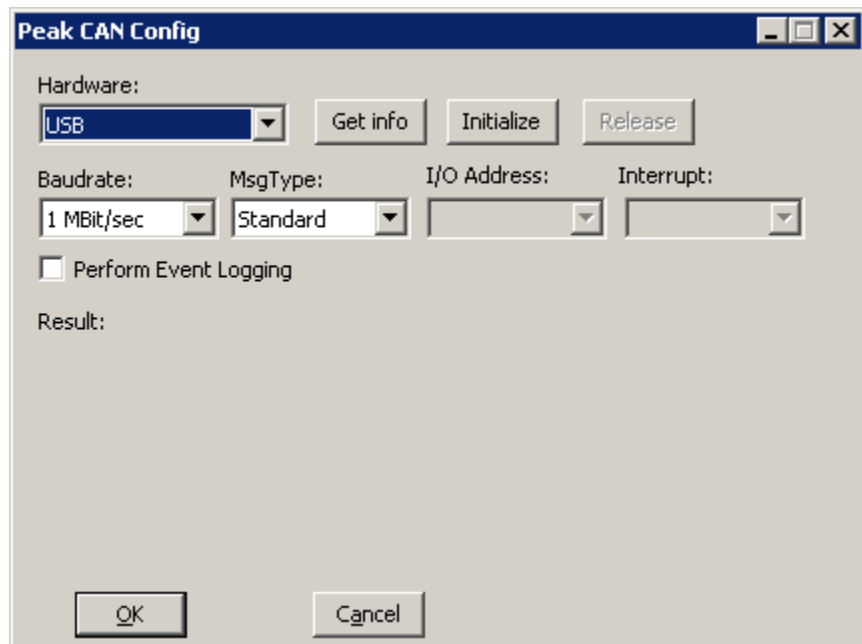 Peak CAN Config
Hardware:
USB Get info Initialize Release
Baudrate: MsgType: I/O Address: Interrupt:
1 MBit/sec Standard
Perform Event Logging
Result:
OK Cancel